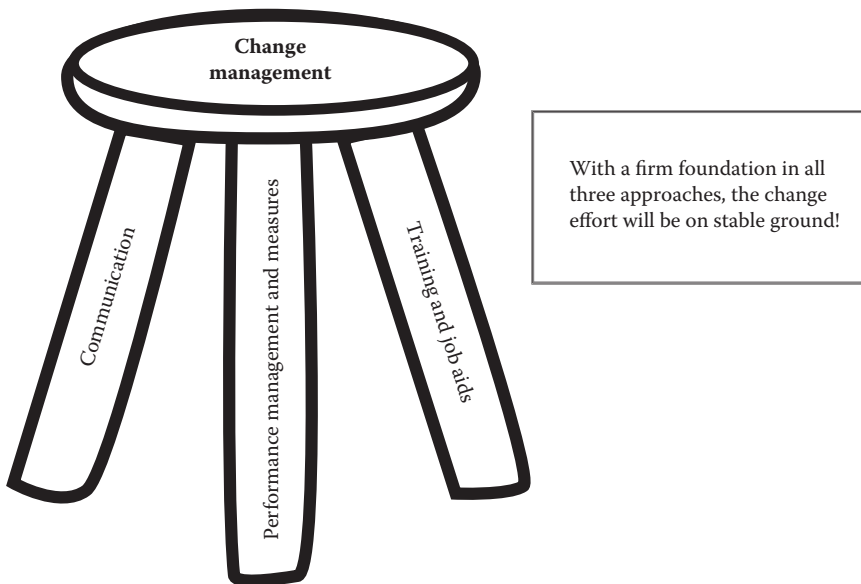 Change
management
Communication
Performance management and measures
Training and job aids
With a firm foundation in all
three approaches, the change
effort will be on stable ground!